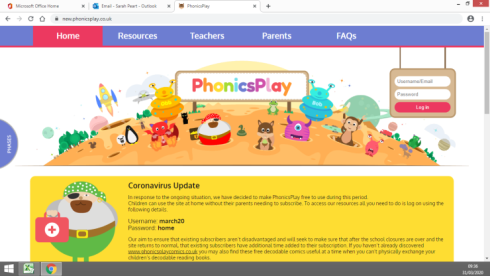 Microsoft Office Home
Email - Sarah Peart - Outlook
PhonicsPlay
new.phonicsplay.co.uk
Home
Resources
Teachers
Parents
FAQs
PhonicsPlay
Username/Email
Password
Log in
Bob
PHASES
Coronavirus Update
In response to the ongoing situation, we have decided to make PhonicsPlay free to use during this period.
Children can use the site at home without their parents needing to subscribe. To access our resources all you need to do is log on using the
following details.
Username: march20
Password: home
Our aim to ensure that existing subscribers aren't disadvantaged and will seek to make sure that after the school closures are over and the
site returns to normal, that existing subscribers have additional time added to their subscription. If you haven't already discovered
www.phonicsplaycomics.co.uk you may also find these free decodable comics useful at a time when you can't physically exchange your
children's decodable reading books.